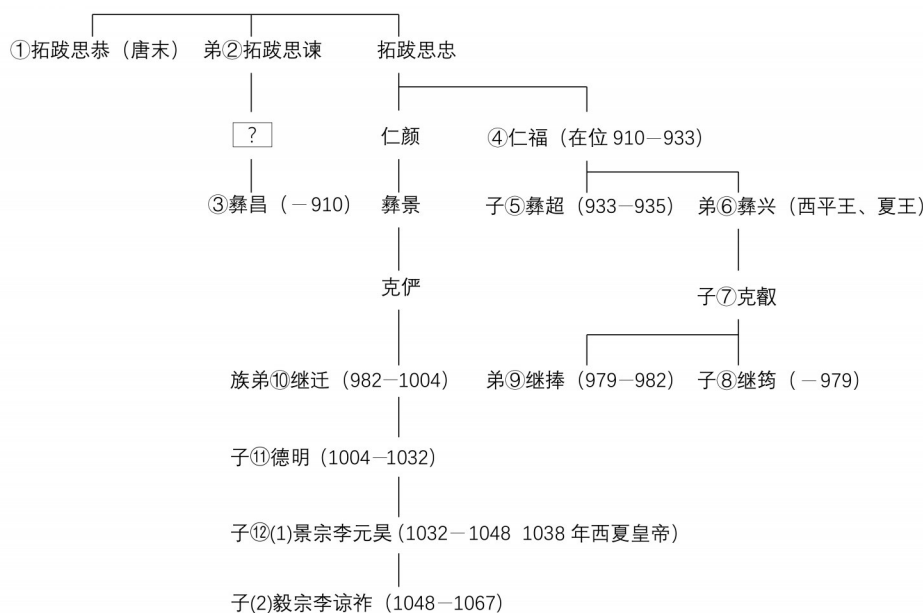 ①拓跋思恭（唐末） 弟②拓跋思谏 拓跋思忠
? 仁颜 ④仁福（在位 910－933）
③彝昌（－910） 彝景 子⑤彝超（933－935） 弟⑥彝兴（西平王、夏王）
克俨 子⑦克叡
族弟⑩继迁（982－1004） 弟⑨继捧（979－982） 子⑧继筠（－979）
子⑪德明（1004－1032）
子⑫(1)景宗李元昊（1032－1048 1038 年西夏皇帝）
子(2)毅宗李谅祚（1048－1067）